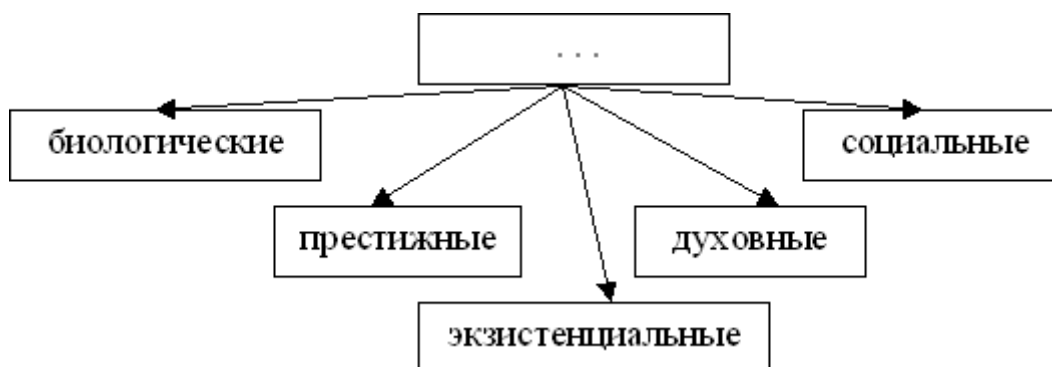 ...
биологические
социальные
престижные
духовные
экзистенциальные